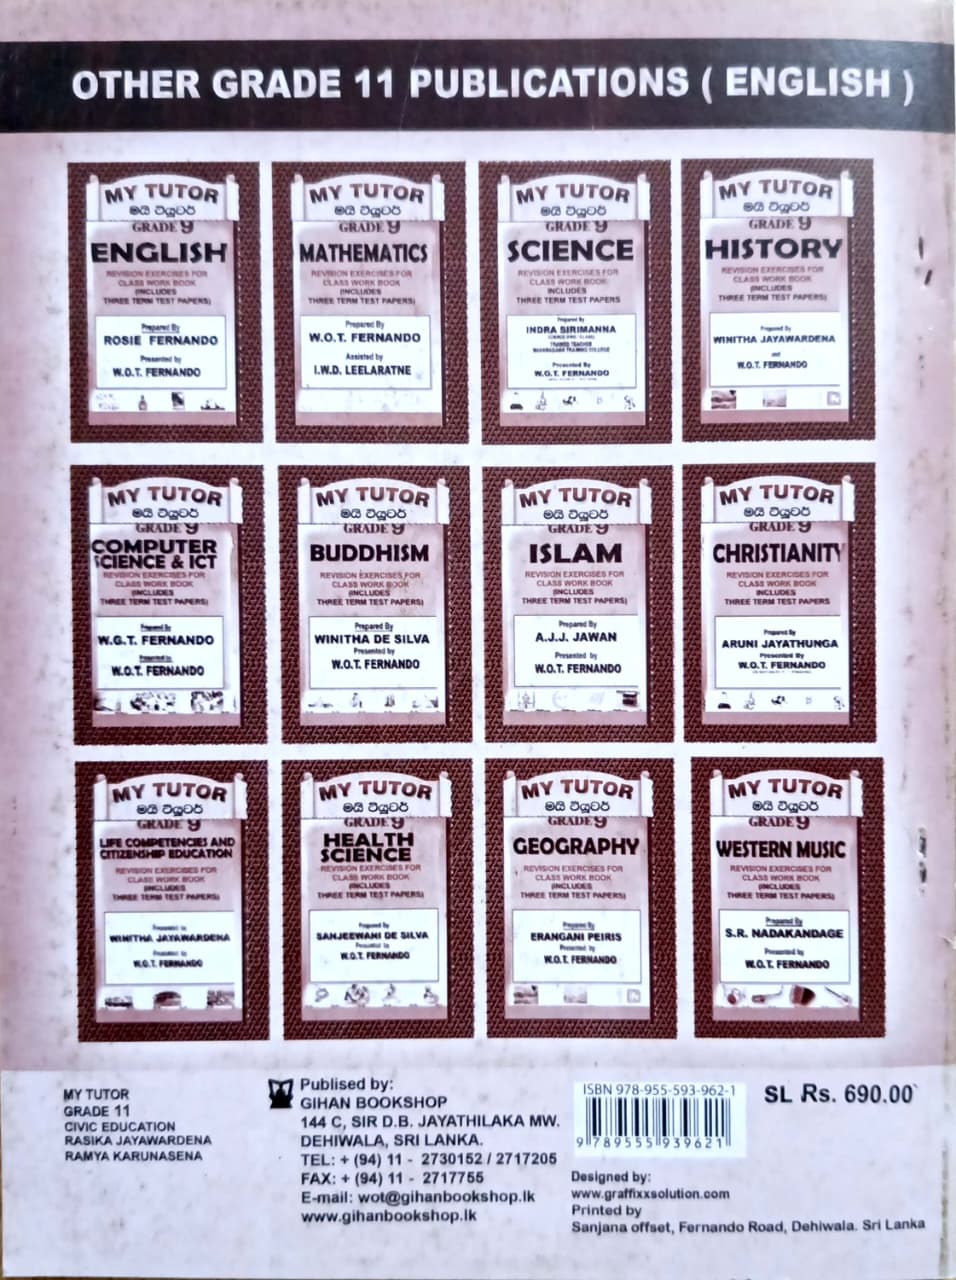 OTHER GRADE 11 PUBLICATIONS ( ENGLISH )
MY TUTOR
මයි ටියුටර්
GRADE 9
ENGLISH
REVISION EXERCISES FOR
CLASS WORK BOOK
(INCLUDES
THREE TERM TEST PAPERS)
Prepared By
ROSIE FERNANDO
Presented by
W.O.T. FERNANDO
MY TUTOR
මයි ටියුටර්
GRADE 9
MATHEMATICS
REVISION EXERCISES FOR
CLASS WORK BOOK
(INCLUDES
THREE TERM TEST PAPERS)
Prepared By
W.O.T. FERNANDO
Assisted by
I.W.D. LEELARATNE
MY TUTOR
මයි ටියුටර්
GRADE 9
SCIENCE
REVISION EXERCISES FOR
CLASS WORK BOOK
INCLUDES
THREE TERM TEST PAPERS)
Prepared By
INDRA SIRIMANNA
TRAINED TEACHER
Presented By
W.O.T. FERNANDO
MY TUTOR
මයි ටියුටර්
GRADE 9
HISTORY
REVISION EXERCISES FOR
CLASS WORK BOOK
(INCLUDES
THREE TERM TEST PAPERS)
Prepared By
WINITHA JAYAWARDENA
and
W.O.T. FERNANDO
MY TUTOR
මයි ටියුටර්
GRADE 9
COMPUTER
SCIENCE & ICT
REVISION EXERCISES FOR
CLASS WORK BOOK
(INCLUDES
THREE TERM TEST PAPERS)
Prepared By
W.G.T. FERNANDO
Presented by
W.O.T. FERNANDO
MY TUTOR
මයි ටියුටර්
GRADE 9
BUDDHISM
REVISION EXERCISES FOR
CLASS WORK BOOK
(INCLUDES
THREE TERM TEST PAPERS)
Prepared By
WINITHA DE SILVA
Presented by
W.O.T. FERNANDO
MY TUTOR
මයි ටියුටර්
GRADE 9
ISLAM
REVISION EXERCISES FOR
CLASS WORK BOOK
(INCLUDES
THREE TERM TEST PAPERS)
Prepared By
A.J.J. JAWAN
Presented by
W.O.T. FERNANDO
MY TUTOR
මයි ටියුටර්
GRADE 9
CHRISTIANITY
REVISION EXERCISES FOR
CLASS WORK BOOK
(INCLUDES
THREE TERM TEST PAPERS)
Prepared By
ARUNI JAYATHUNGA
Presented By
W.O.T. FERNANDO
MY TUTOR
මයි ටියුටර්
GRADE 9
LIFE COMPETENCIES AND
CITIZENSHIP EDUCATION
REVISION EXERCISES FOR
CLASS WORK BOOK
(INCLUDES
THREE TERM TEST PAPERS)
WINITHA JAYAWARDENA
Presented by
W.O.T. FERNANDO
MY TUTOR
මයි ටියුටර්
GRADE 9
HEALTH
SCIENCE
REVISION EXERCISES FOR
CLASS WORK BOOK
(INCLUDES
THREE TERM TEST PAPERS)
Prepared By
SANJEEWANI DE SILVA
Presented by
W.O.T. FERNANDO
MY TUTOR
මයි ටියුටර්
GRADE 9
GEOGRAPHY
REVISION EXERCISES FOR
CLASS WORK BOOK
(INCLUDES
THREE TERM TEST PAPERS)
Prepared By
ERANGANI PEIRIS
Presented by
W.O.T. FERNANDO
MY TUTOR
මයි ටියුටර්
GRADE 9
WESTERN MUSIC
REVISION EXERCISES FOR
CLASS WORK BOOK
(INCLUDES
THREE TERM TEST PAPERS)
Prepared By
S.R. NADAKANDAGE
Presented by
W.O.T. FERNANDO
MY TUTOR
GRADE 11
CIVIC EDUCATION
RASIKA JAYAWARDENA
RAMYA KARUNASENA
Publised by:
GIHAN BOOKSHOP
144 C, SIR D.B. JAYATHILAKA MW.
DEHIWALA, SRI LANKA.
TEL: + (94) 11 - 2730152 / 2717205
FAX: + (94) 11 - 2717755
E-mail: wot@gihanbookshop.lk
www.gihanbookshop.lk
ISBN 978-955-593-962-1
9 789555 939621
SL Rs. 690.00
Designed by:
www.graffixxsolution.com
Printed by
Sanjana offset, Fernando Road, Dehiwala. Sri Lanka